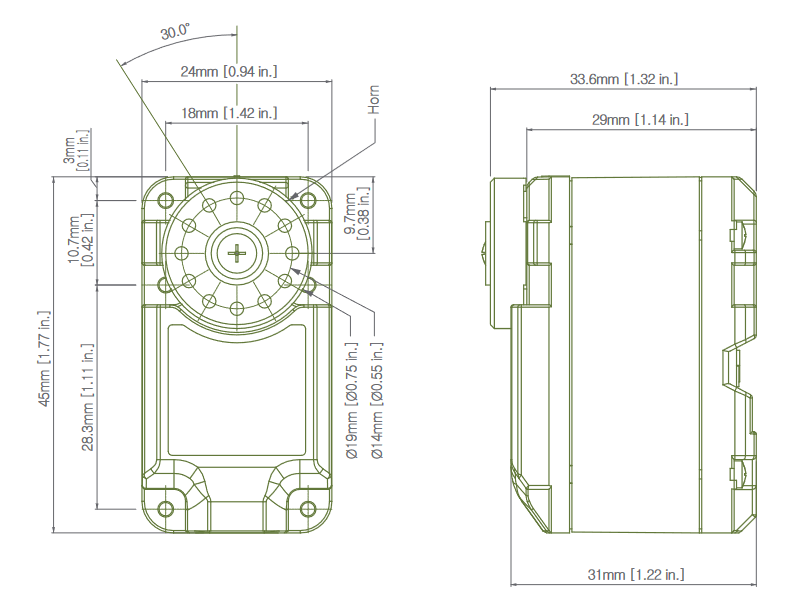 30.0°
24mm [0.94 in.]
18mm [1.42 in.]
Horn
3mm
[0.11 in.]
9.7mm
[0.38 in.]
10.7mm
[0.42 in.]
45mm [1.77 in.]
28.3mm [1.11 in.]
Ø19mm [Ø0.75 in.]
Ø14mm [Ø0.55 in.]
33.6mm [1.32 in.]
29mm [1.14 in.]
31mm [1.22 in.]